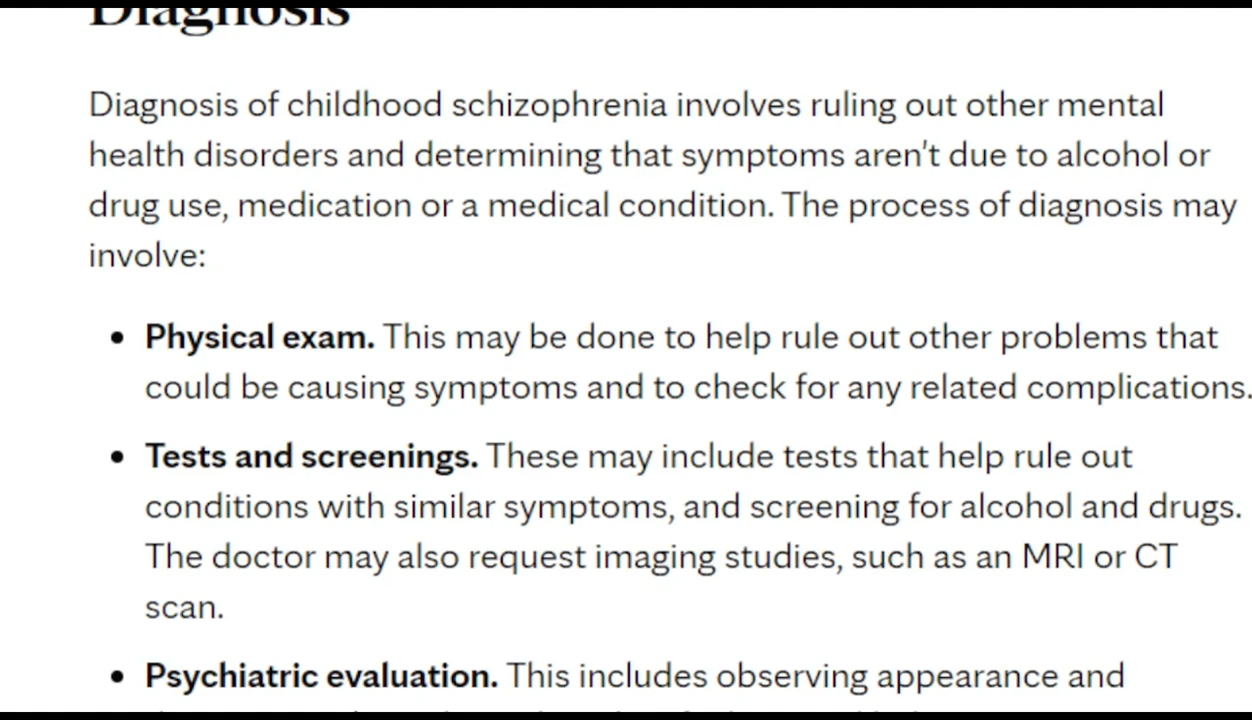 Diagnosis
Diagnosis of childhood schizophrenia involves ruling out other mental
health disorders and determining that symptoms aren't due to alcohol or
drug use, medication or a medical condition. The process of diagnosis may
involve:
• Physical exam. This may be done to help rule out other problems that
could be causing symptoms and to check for any related complications.
• Tests and screenings. These may include tests that help rule out
conditions with similar symptoms, and screening for alcohol and drugs.
The doctor may also request imaging studies, such as an MRI or CT
scan.
• Psychiatric evaluation. This includes observing appearance and